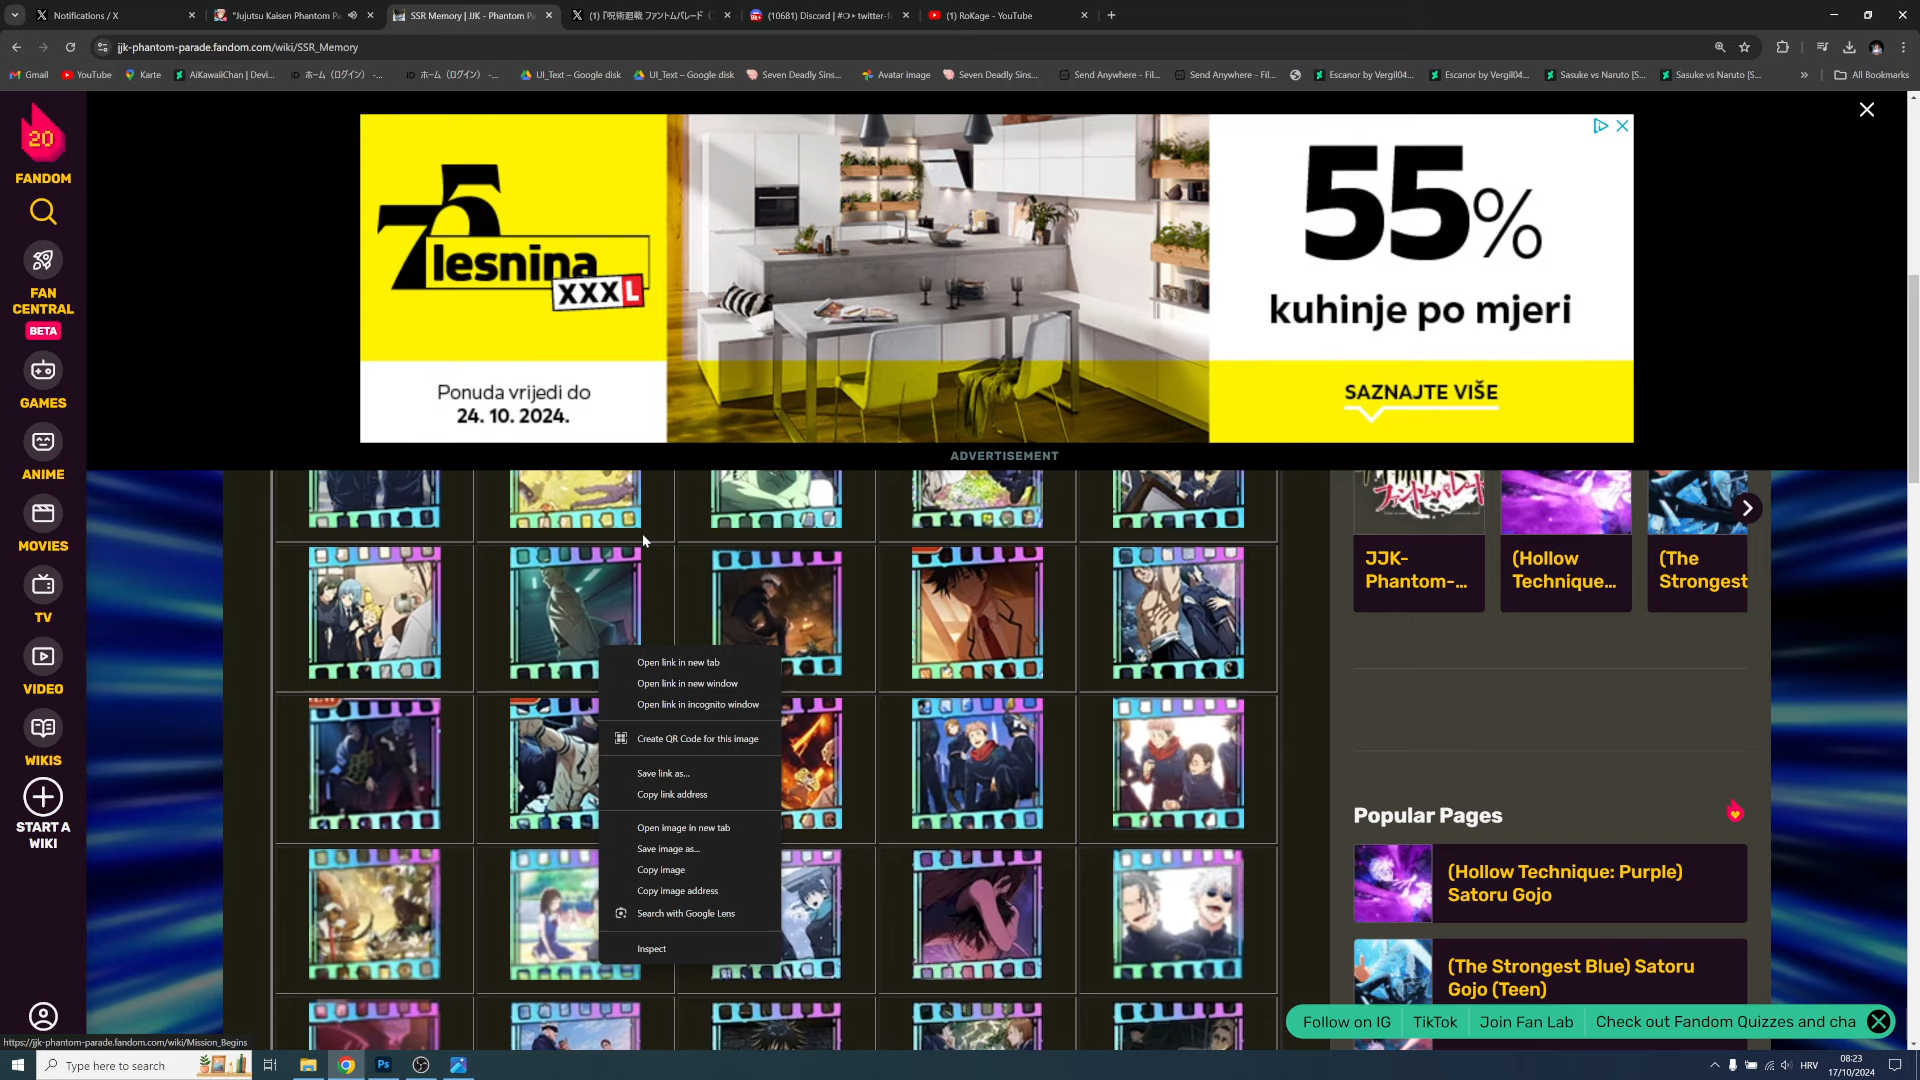 Notifications / X
"Jujutsu Kaisen Phantom Pa
SSR Memory | JJK - Phantom Pa
(1) 『呪術廻戦 ファントムパレード（
(10681) Discord | #
twitter-f
(1) RoKage - YouTube
jjk-phantom-parade.fandom.com/wiki/SSR_Memory
Gmail
YouTube
Karte
AiKawaiiChan | Devi...
ホーム（ログイン） -...
ホーム（ログイン） -...
UI_Text – Google disk
UI_Text – Google disk
Seven Deadly Sins...
Avatar image
Seven Deadly Sins...
Send Anywhere - Fil...
Send Anywhere - Fil...
Escanor by Vergil04...
Escanor by Vergil04...
Sasuke vs Naruto [S...
Sasuke vs Naruto [S...
All Bookmarks
20
FANDOM
FAN
CENTRAL
BETA
GAMES
ANIME
MOVIES
TV
VIDEO
WIKIS
START A
WIKI
75
lesnina
XXXL
Ponuda vrijedi do
24. 10. 2024.
55%
kuhinje po mjeri
SAZNAJTE VIŠE
ADVERTISEMENT
Open link in new tab
Open link in new window
Open link in incognito window
Create QR Code for this image
Save link as...
Copy link address
Open image in new tab
Save image as...
Copy image
Copy image address
Search with Google Lens
Inspect
JJK-
Phantom-...
(Hollow
Technique...
(The
Strongest
Popular Pages
(Hollow Technique: Purple)
Satoru Gojo
(The Strongest Blue) Satoru
Gojo (Teen)
Follow on IG
TikTok
Join Fan Lab
Check out Fandom Quizzes and cha
https://jjk-phantom-parade.fandom.com/wiki/Mission_Begins
Type here to search
Ps
HRV
08:23
17/10/2024